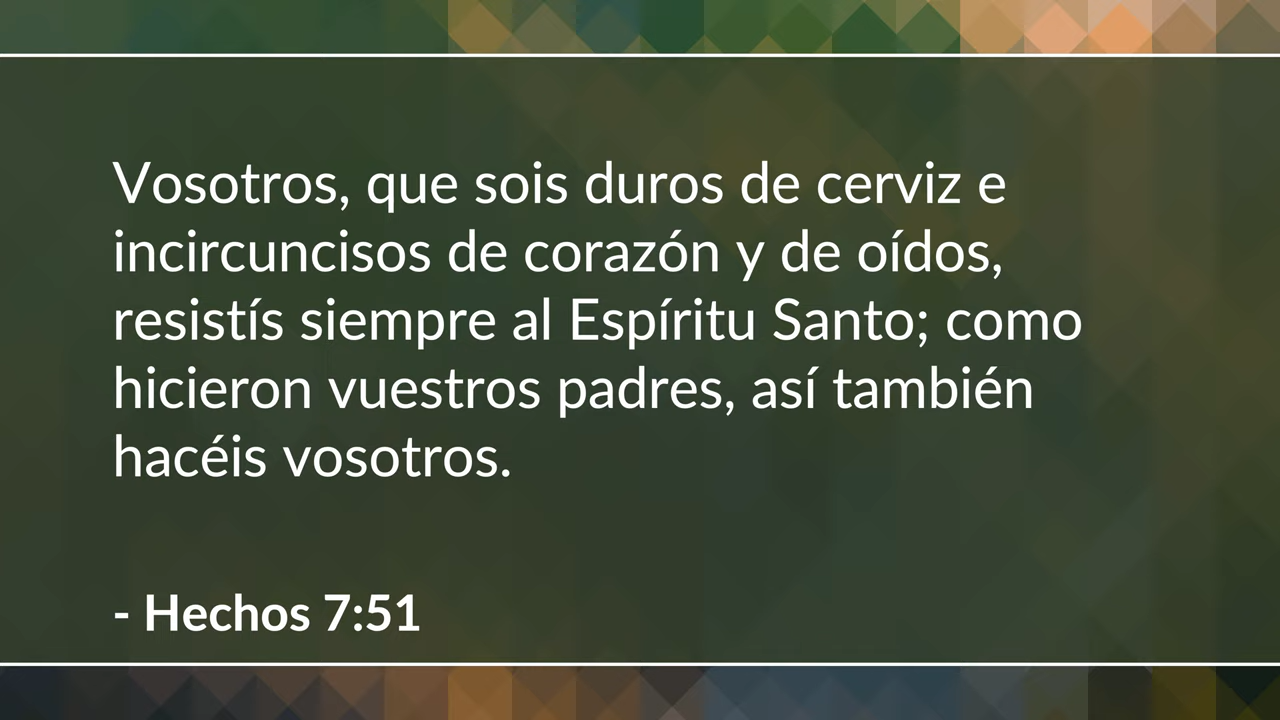 Vosotros, que sois duros de cerviz e
incircuncisos de corazón y de oídos,
resistís siempre al Espíritu Santo; como
hicieron vuestros padres, así también
hacéis vosotros.
- Hechos 7:51